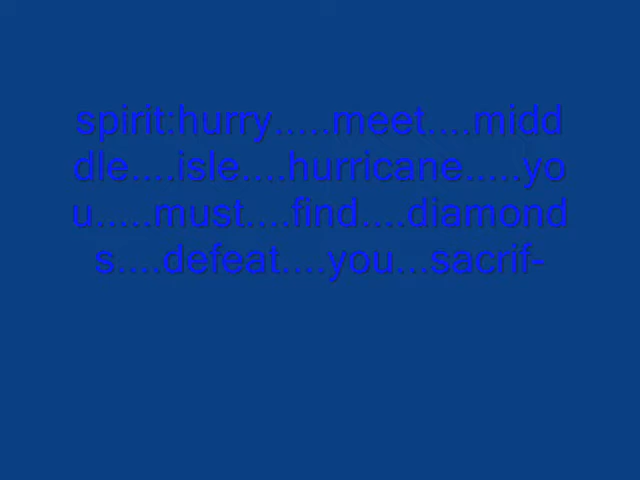 spirit:hurry.....meet....midd
dle....isle....hurricane.....yo
u.....must....find....diamond
s....defeat....you...sacrif-